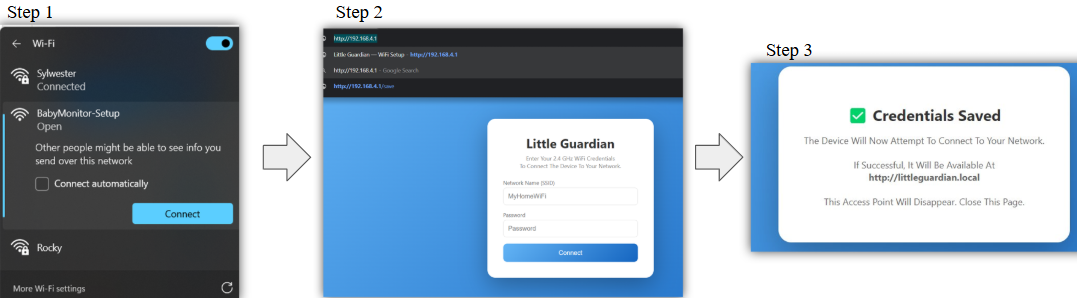 Step 1
Wi-Fi
Sylwester
Connected
BabyMonitor-Setup
Open
Other people might be able to see info you
send over this network
Connect automatically
Connect
Rocky
More Wi-Fi settings
Step 2
http://192.168.4.1
Little Guardian — WiFi Setup - http://192.168.4.1
http://192.168.4.1 - Google Search
http://192.168.4.1/save
Little Guardian
Enter Your 2.4 GHz WiFi Credentials
To Connect The Device To Your Network.
Network Name (SSID)
MyHomeWiFi
Password
Password
Connect
Step 3
Credentials Saved
The Device Will Now Attempt To Connect To Your Network.
If Successful, It Will Be Available At
http://littleguardian.local
This Access Point Will Disappear. Close This Page.